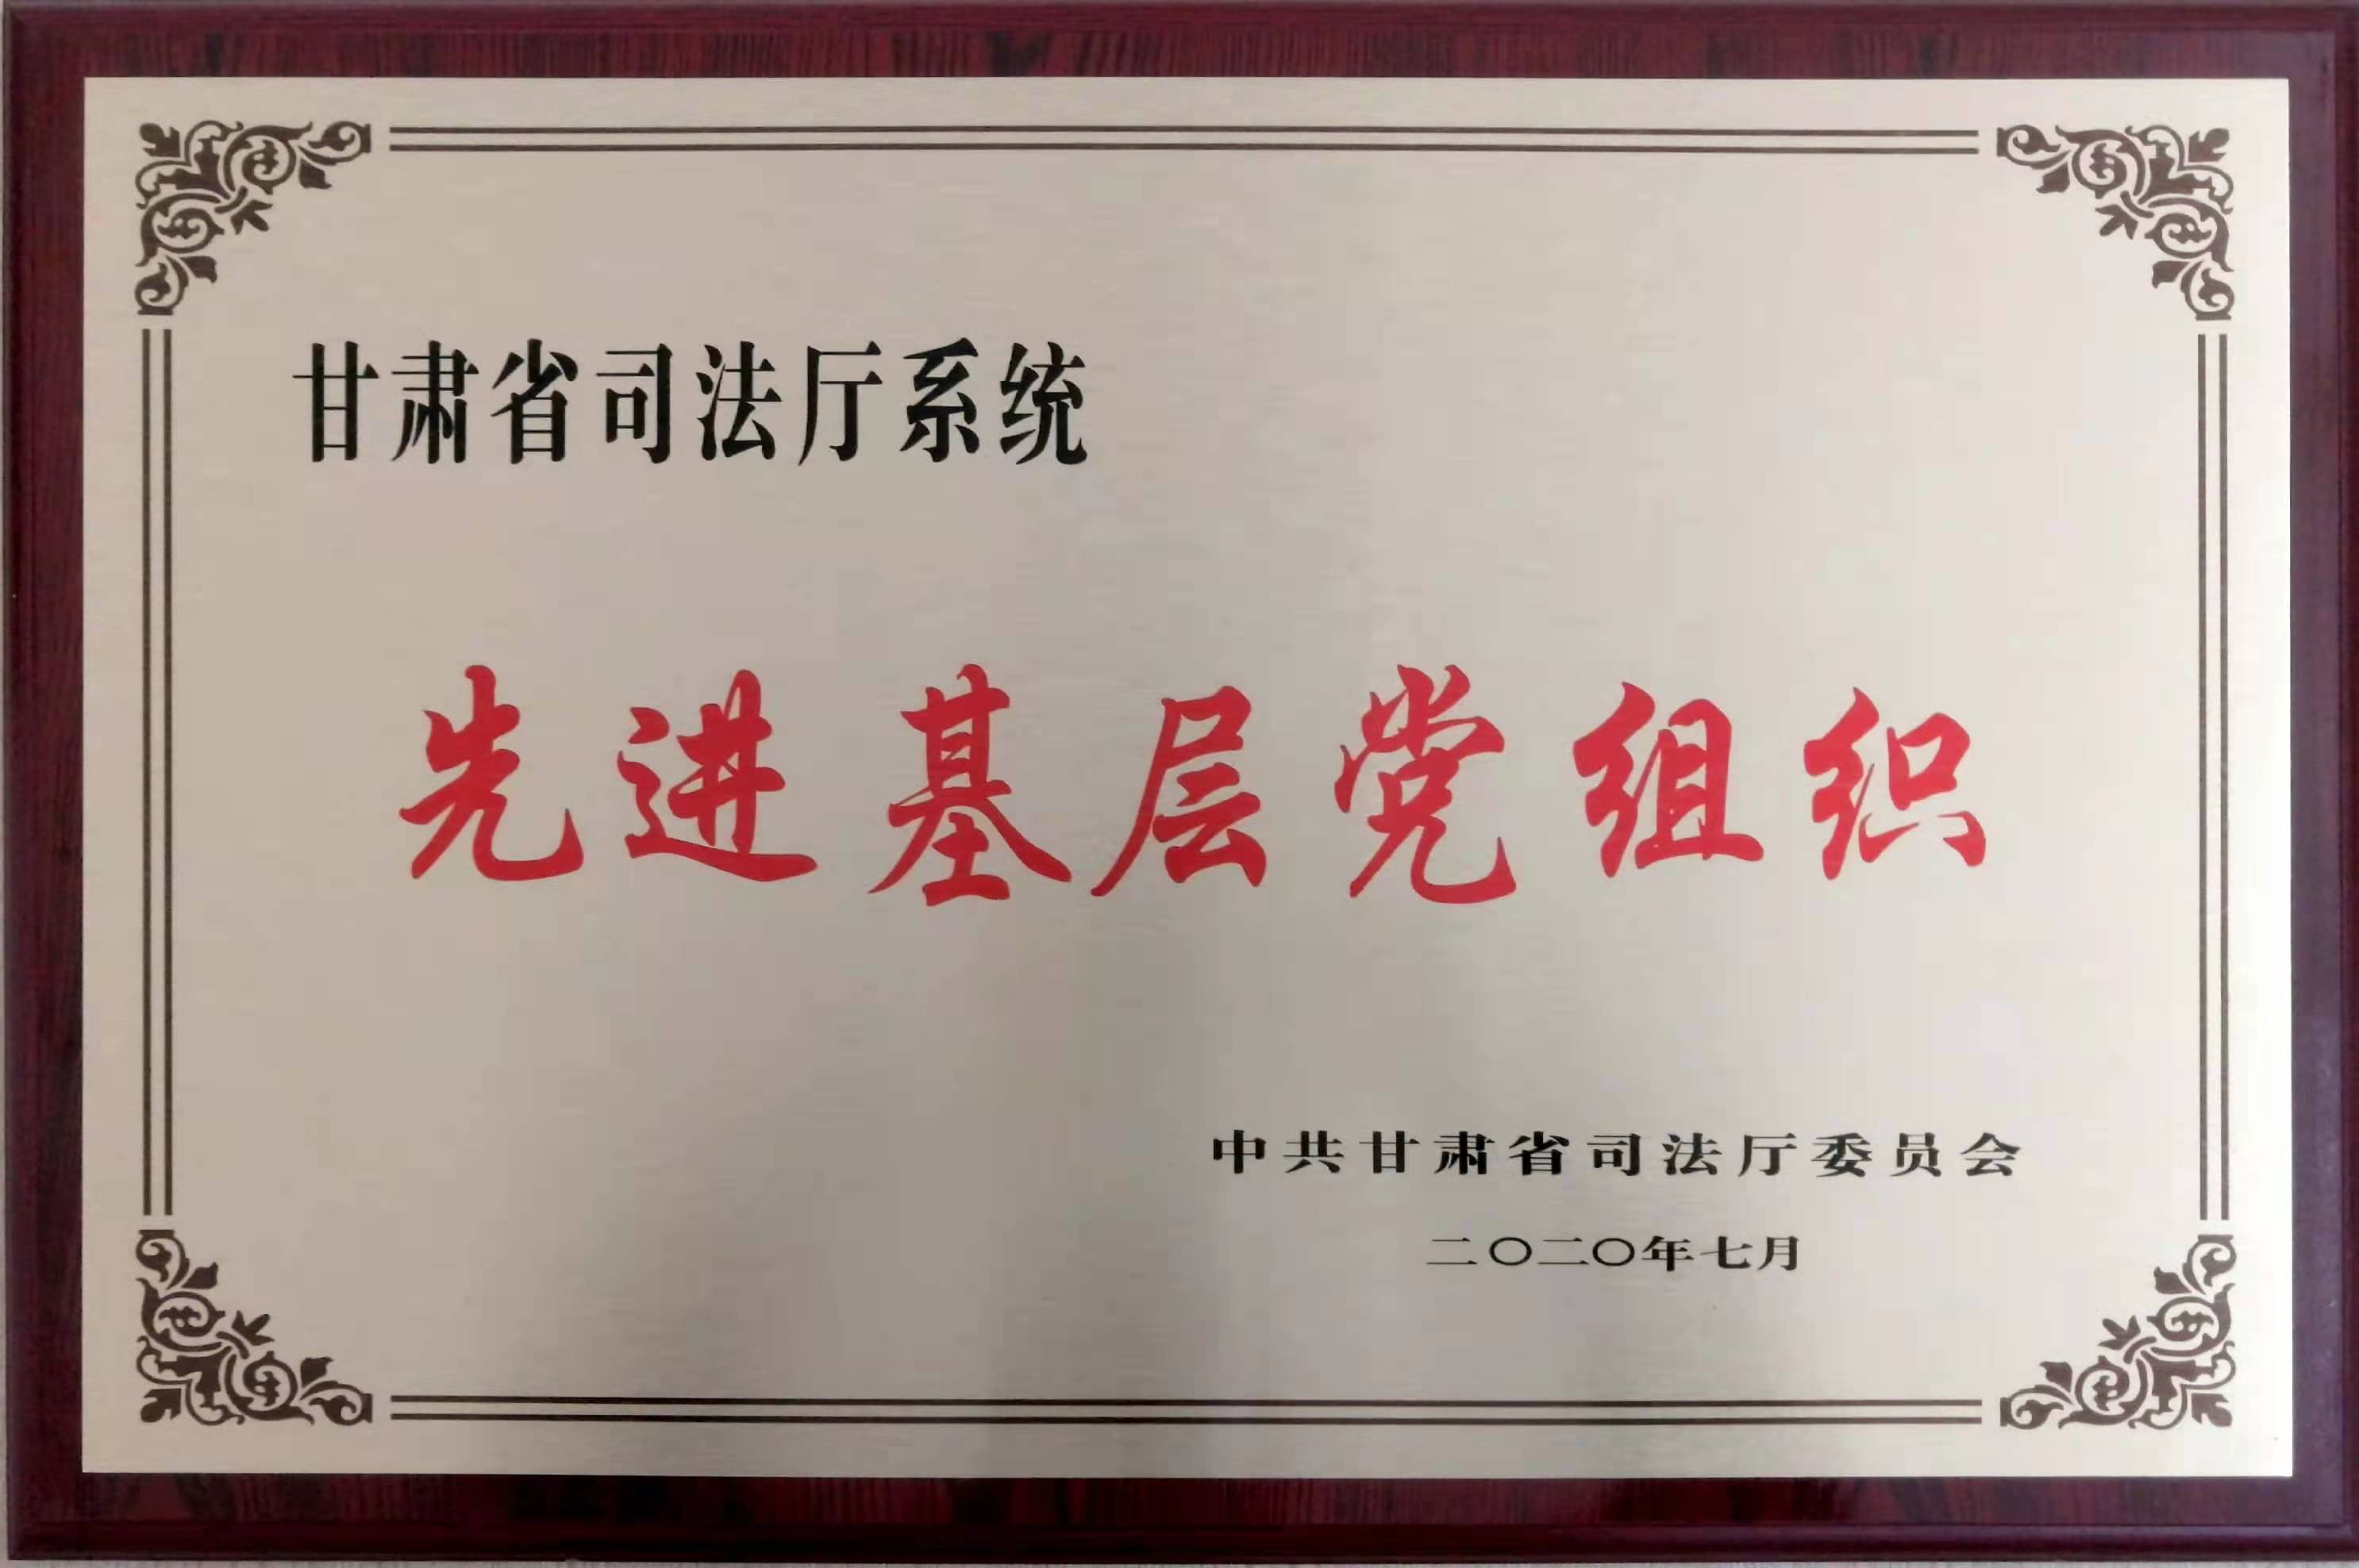 甘肃省司法厅系统
先进基层党组织
中共甘肃省司法厅委员会
二〇二〇年七月